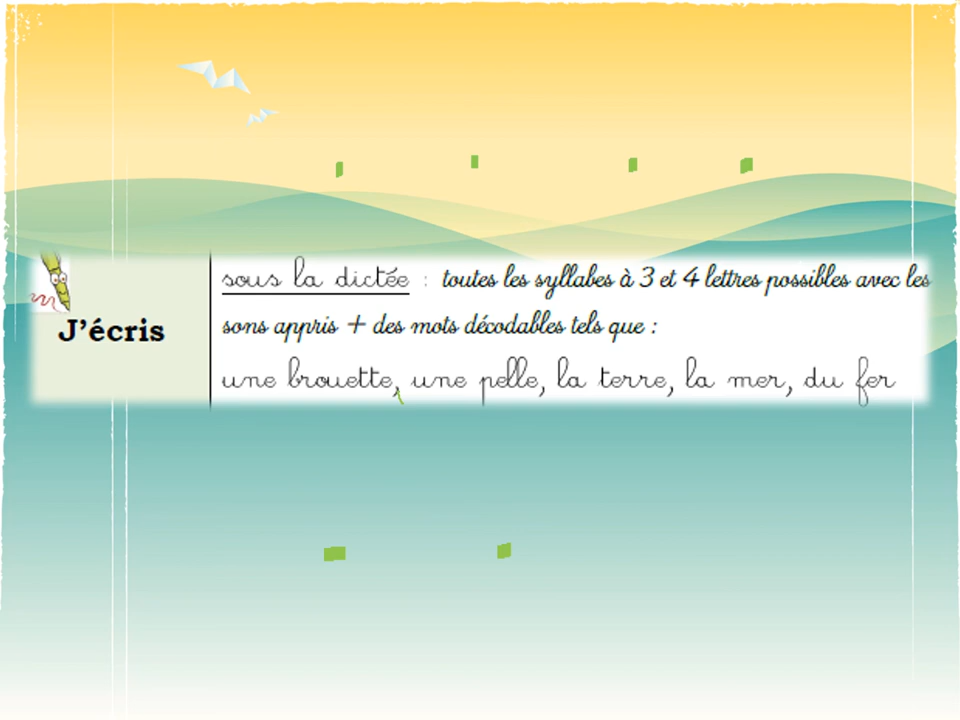 J'écris
sous la dictée : toutes les syllabes à 3 et 4 lettres possibles avec les
sons appris + des mots décodables tels que :
une brouette, une pelle, la terre, la mer, du fer